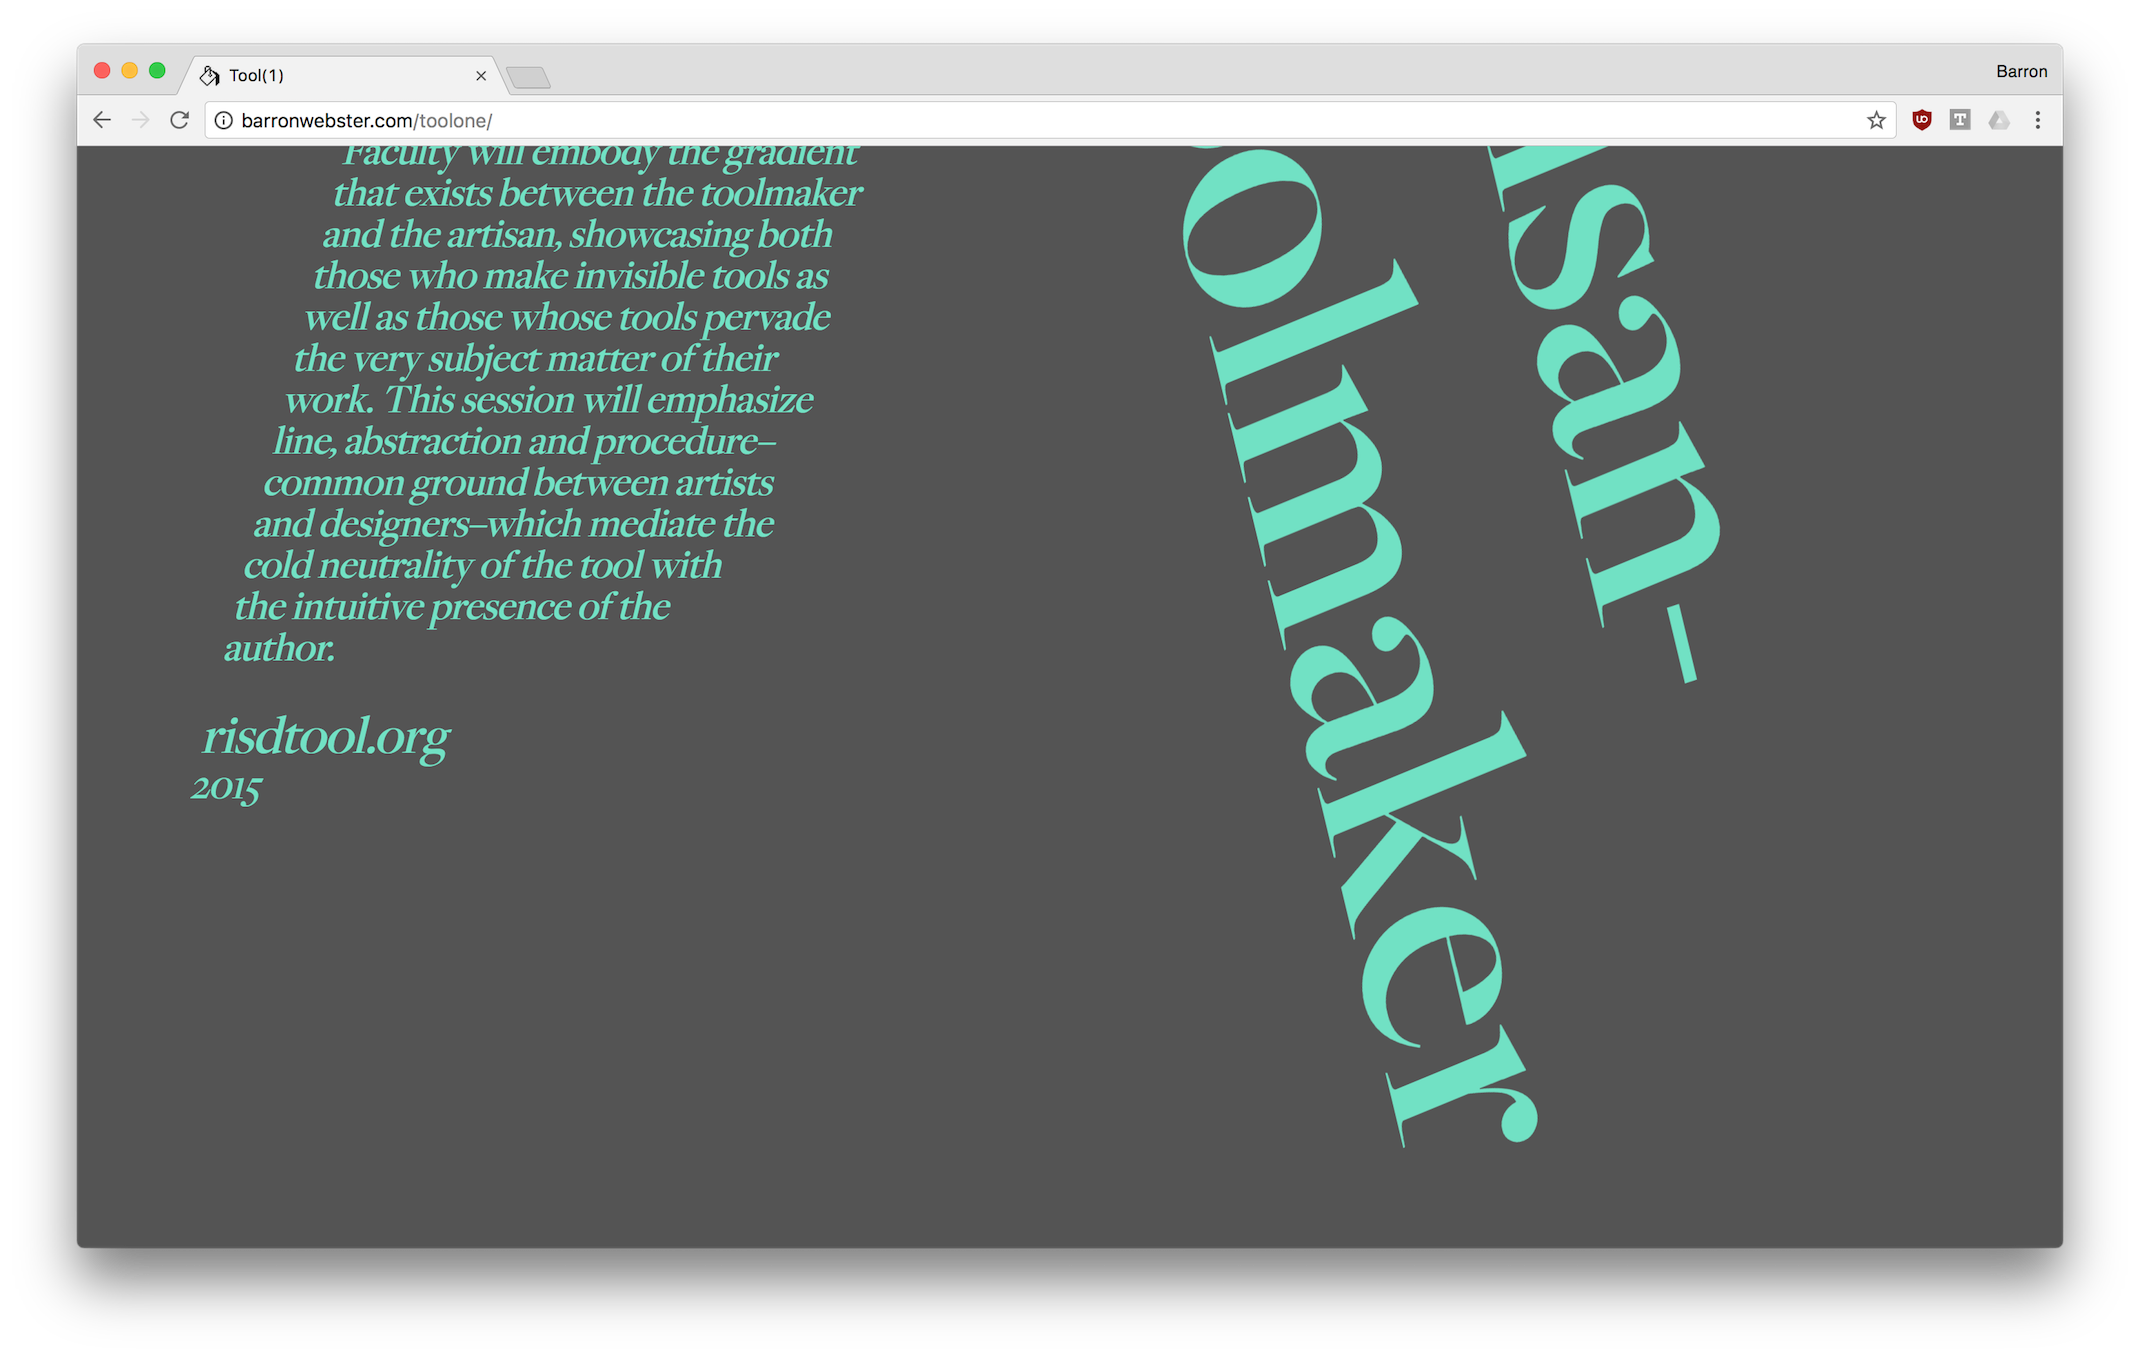 Tool(1)
Barron
barronwebster.com/toolone/
Faculty will embody the gradient
that exists between the toolmaker
and the artisan, showcasing both
those who make invisible tools as
well as those whose tools pervade
the very subject matter of their
work. This session will emphasize
line, abstraction and procedure–
common ground between artists
and designers–which mediate the
cold neutrality of the tool with
the intuitive presence of the
author.
risdtool.org
2015
isan–
olmaker